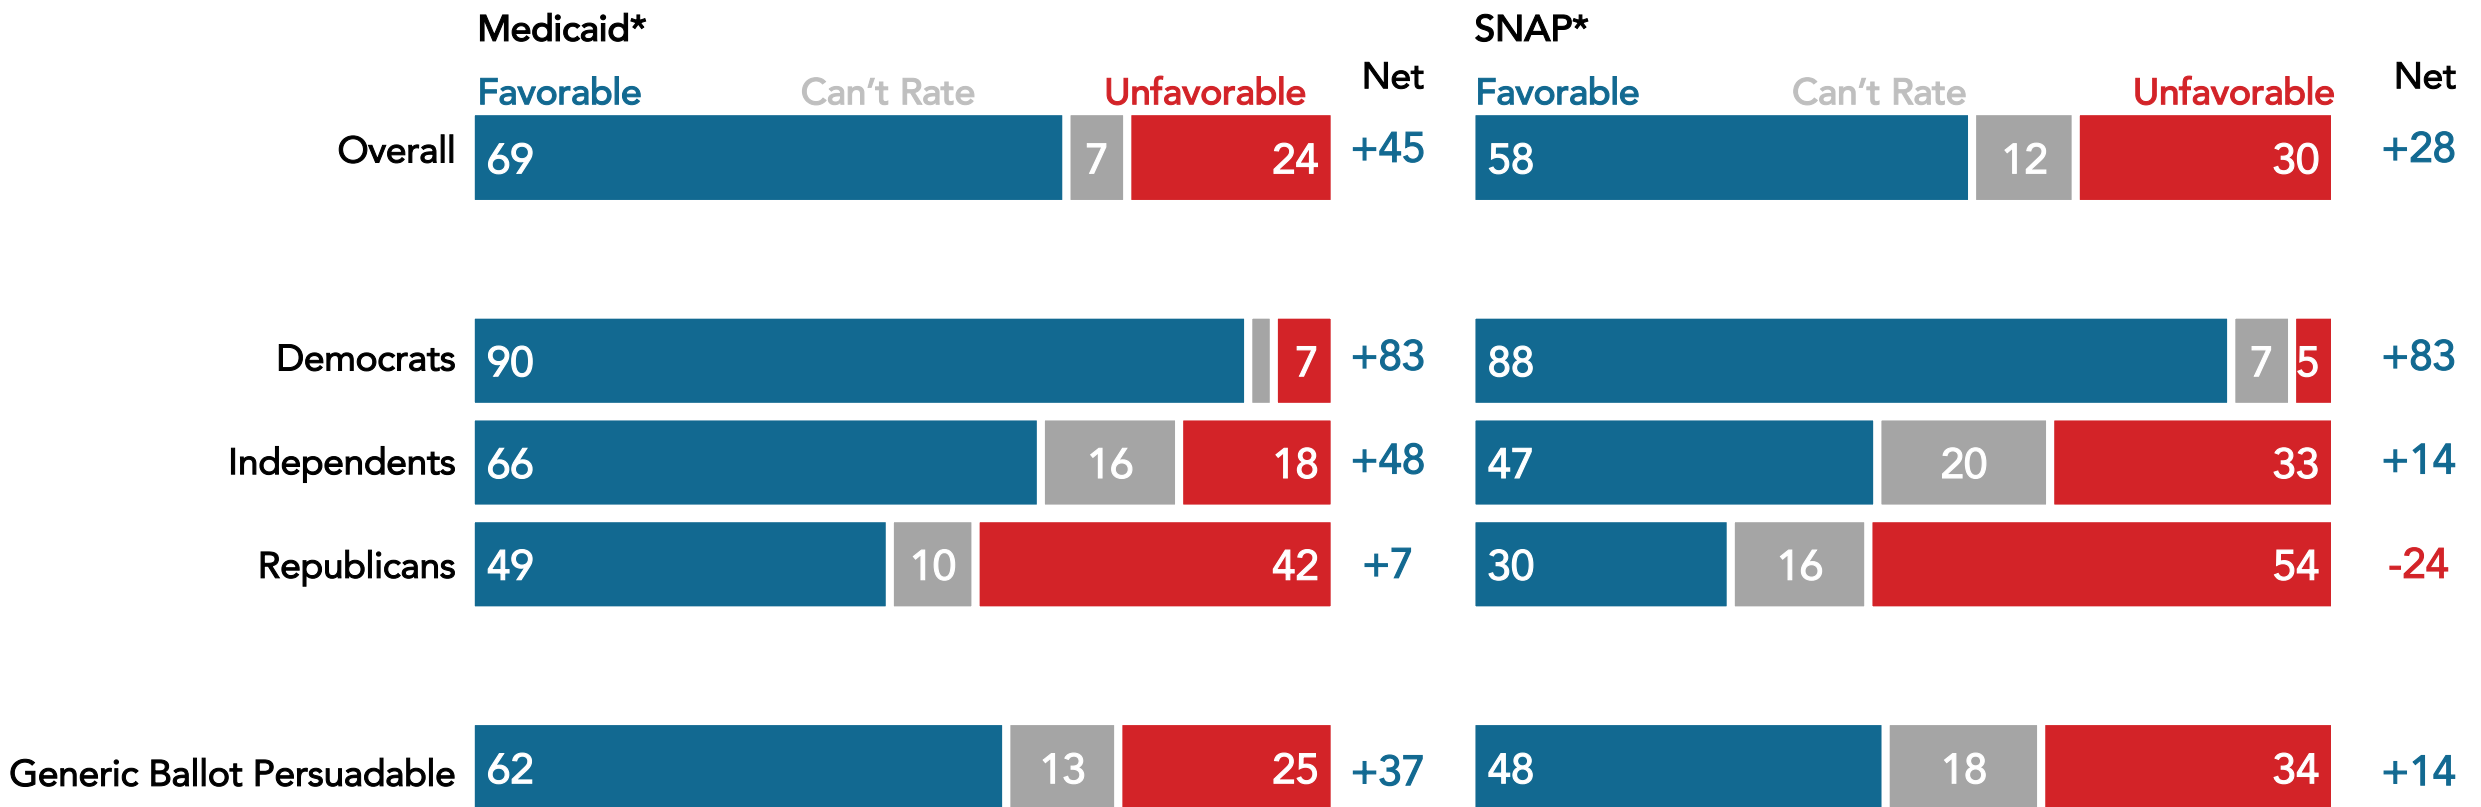 Medicaid* SNAP*
Favorable Can't Rate Unfavorable Net Favorable Can't Rate Unfavorable Net
Overall 69 7 24 +45 58 12 30 +28
Democrats 90 7 +83 88 7 5 +83
Independents 66 16 18 +48 47 20 33 +14
Republicans 49 10 42 +7 30 16 54 -24
Generic Ballot Persuadable 62 13 25 +37 48 18 34 +14